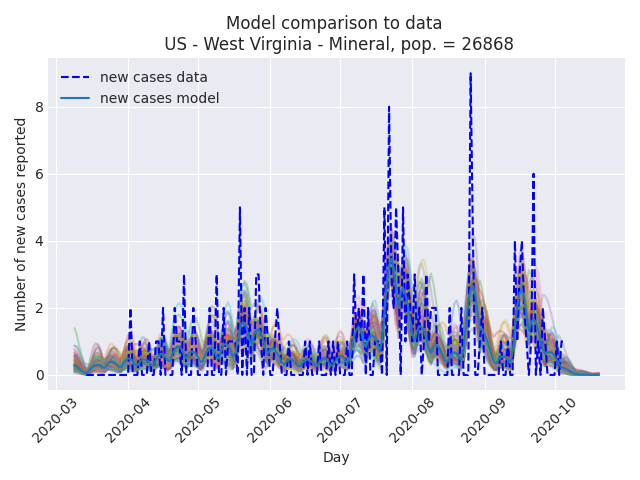 Model comparison to data
US - West Virginia - Mineral, pop. = 26868
new cases data
new cases model
Number of new cases reported
8
6
4
2
0
2020-03
2020-04
2020-05
2020-06
2020-07
2020-08
2020-09
2020-10
Day